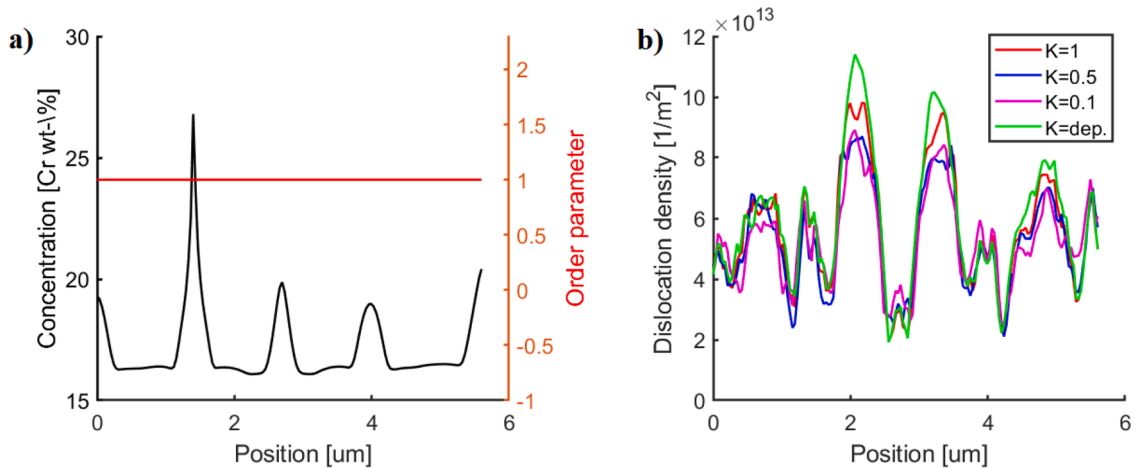 a)
30
25
20
15
Concentration [Cr wt-\%]
0
2
4
6
Position [um]
2
1.5
1
0.5
0
-0.5
-1
Order parameter
b)
×10^13
12
10
8
6
4
2
0
Dislocation density [1/m²]
0
2
4
6
Position [um]
K=1
K=0.5
K=0.1
K=dep.